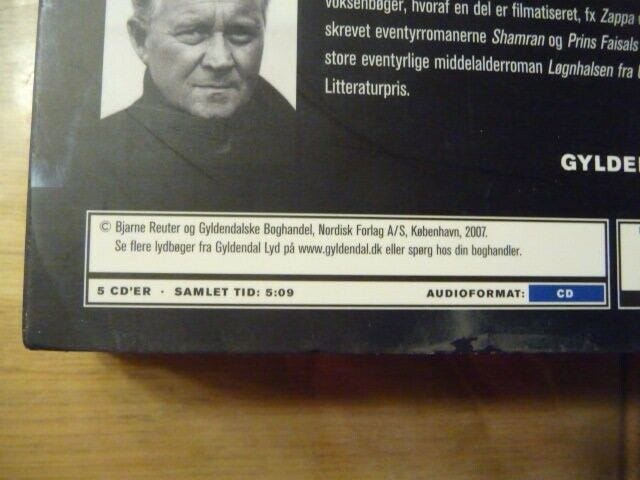 voksenbøger, hvoraf en del er filmatiseret, fx Zappa
skrevet eventyrromanerne Shamran og Prins Faisals
store eventyrlige middelalderroman Løgnhalsen fra
Litteraturpris.
GYLDE
© Bjarne Reuter og Gyldendalske Boghandel, Nordisk Forlag A/S, København, 2007.
Se flere lydbøger fra Gyldendal Lyd på www.gyldendal.dk eller spørg hos din boghandler.
5 CD'ER · SAMLET TID: 5:09 AUDIOFORMAT: CD